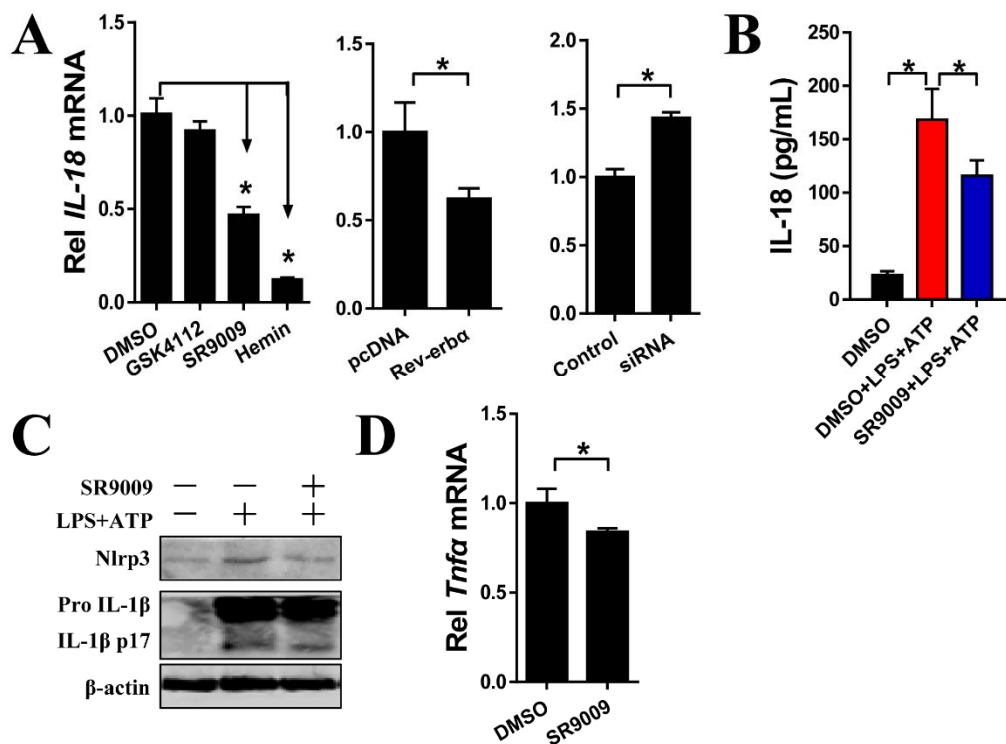 A
Rel IL-18 mRNA
1.5
1.0
0.5
0.0
*
*
DMSO
GSK4112
SR9009
Hemin
1.5
1.0
0.5
0.0
*
pcDNA
Rev-erbα
2.0
1.5
1.0
0.5
0.0
*
Control
siRNA
B
IL-18 (pg/mL)
250
200
150
100
50
0
*
*
DMSO
DMSO+LPS+ATP
SR9009+LPS+ATP
C
SR9009 − − +
LPS+ATP − + +
Nlrp3
Pro IL-1β
IL-1β p17
β-actin
D
Rel Tnfα mRNA
1.5
1.0
0.5
0.0
*
DMSO
SR9009